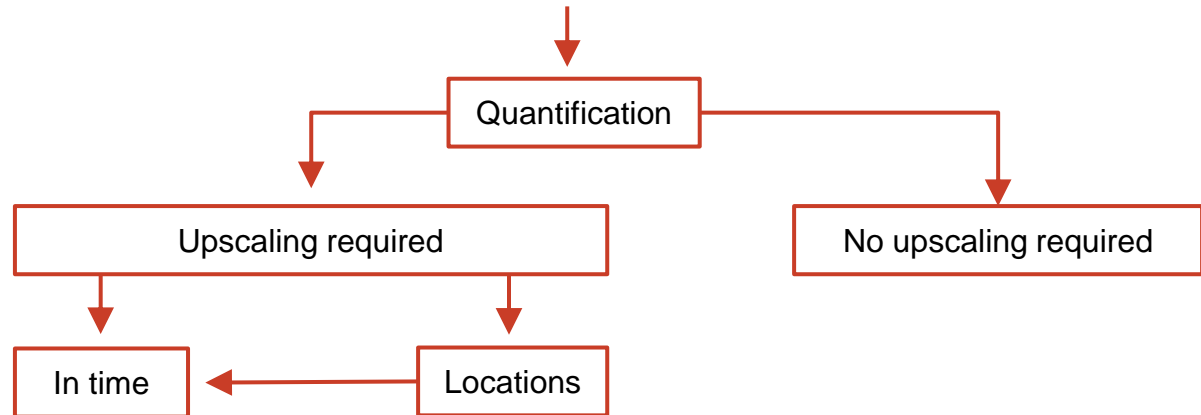 Quantification
Upscaling required
No upscaling required
In time
Locations